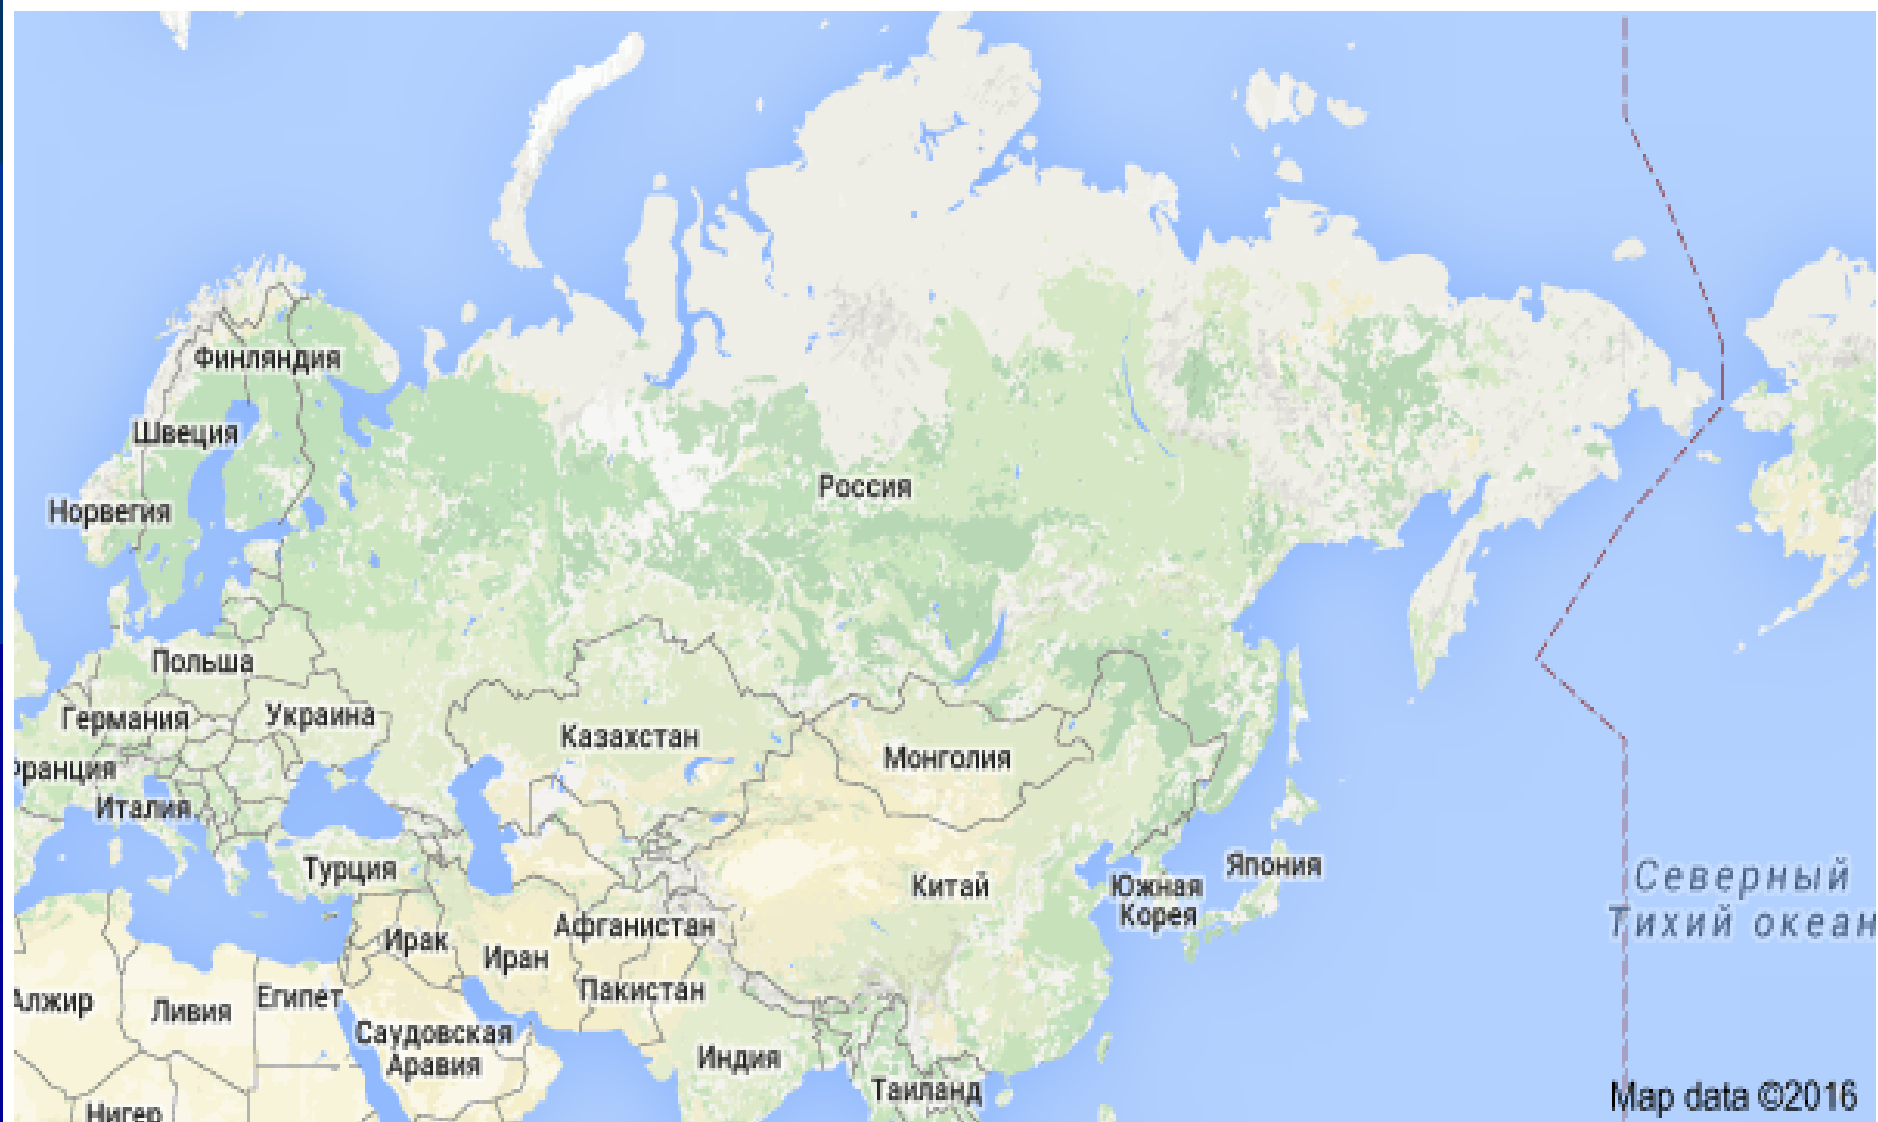 Финляндия
Швеция
Россия
Норвегия
Польша
Германия
Украина
Казахстан
Монголия
франция
Италия
Турция
Китай
Япония
Южная
Корея
Северный
Тихий океан
Афганистан
Ирак
Иран
Пакистан
Алжир
Ливия
Египет
Саудовская
Аравия
Индия
Таиланд
Нигер
Map data ©2016